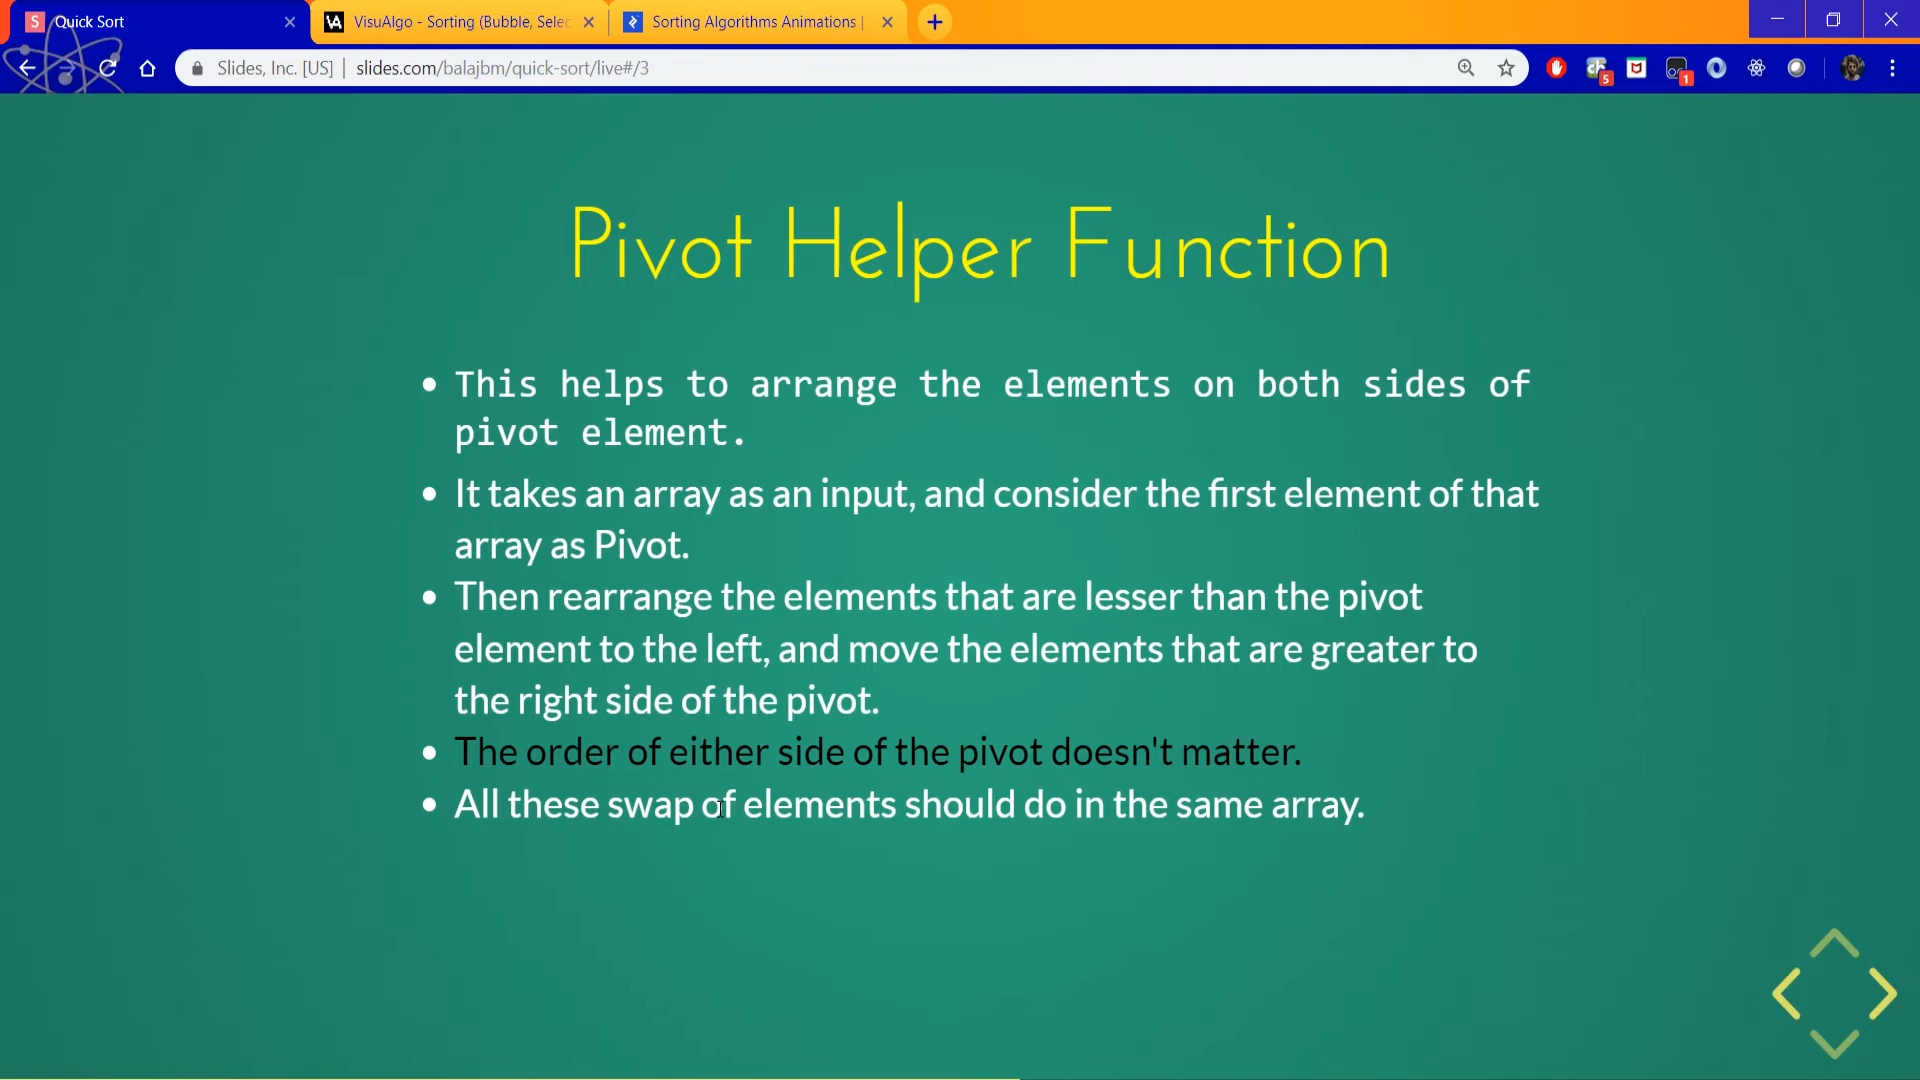 Quick Sort
VisuAlgo - Sorting (Bubble, Selec
Sorting Algorithms Animations |
Slides, Inc. [US] | slides.com/balajbm/quick-sort/live#/3
5
1
Pivot Helper Function
• This helps to arrange the elements on both sides of
pivot element.
• It takes an array as an input, and consider the first element of that
array as Pivot.
• Then rearrange the elements that are lesser than the pivot
element to the left, and move the elements that are greater to
the right side of the pivot.
• The order of either side of the pivot doesn't matter.
• All these swap of elements should do in the same array.